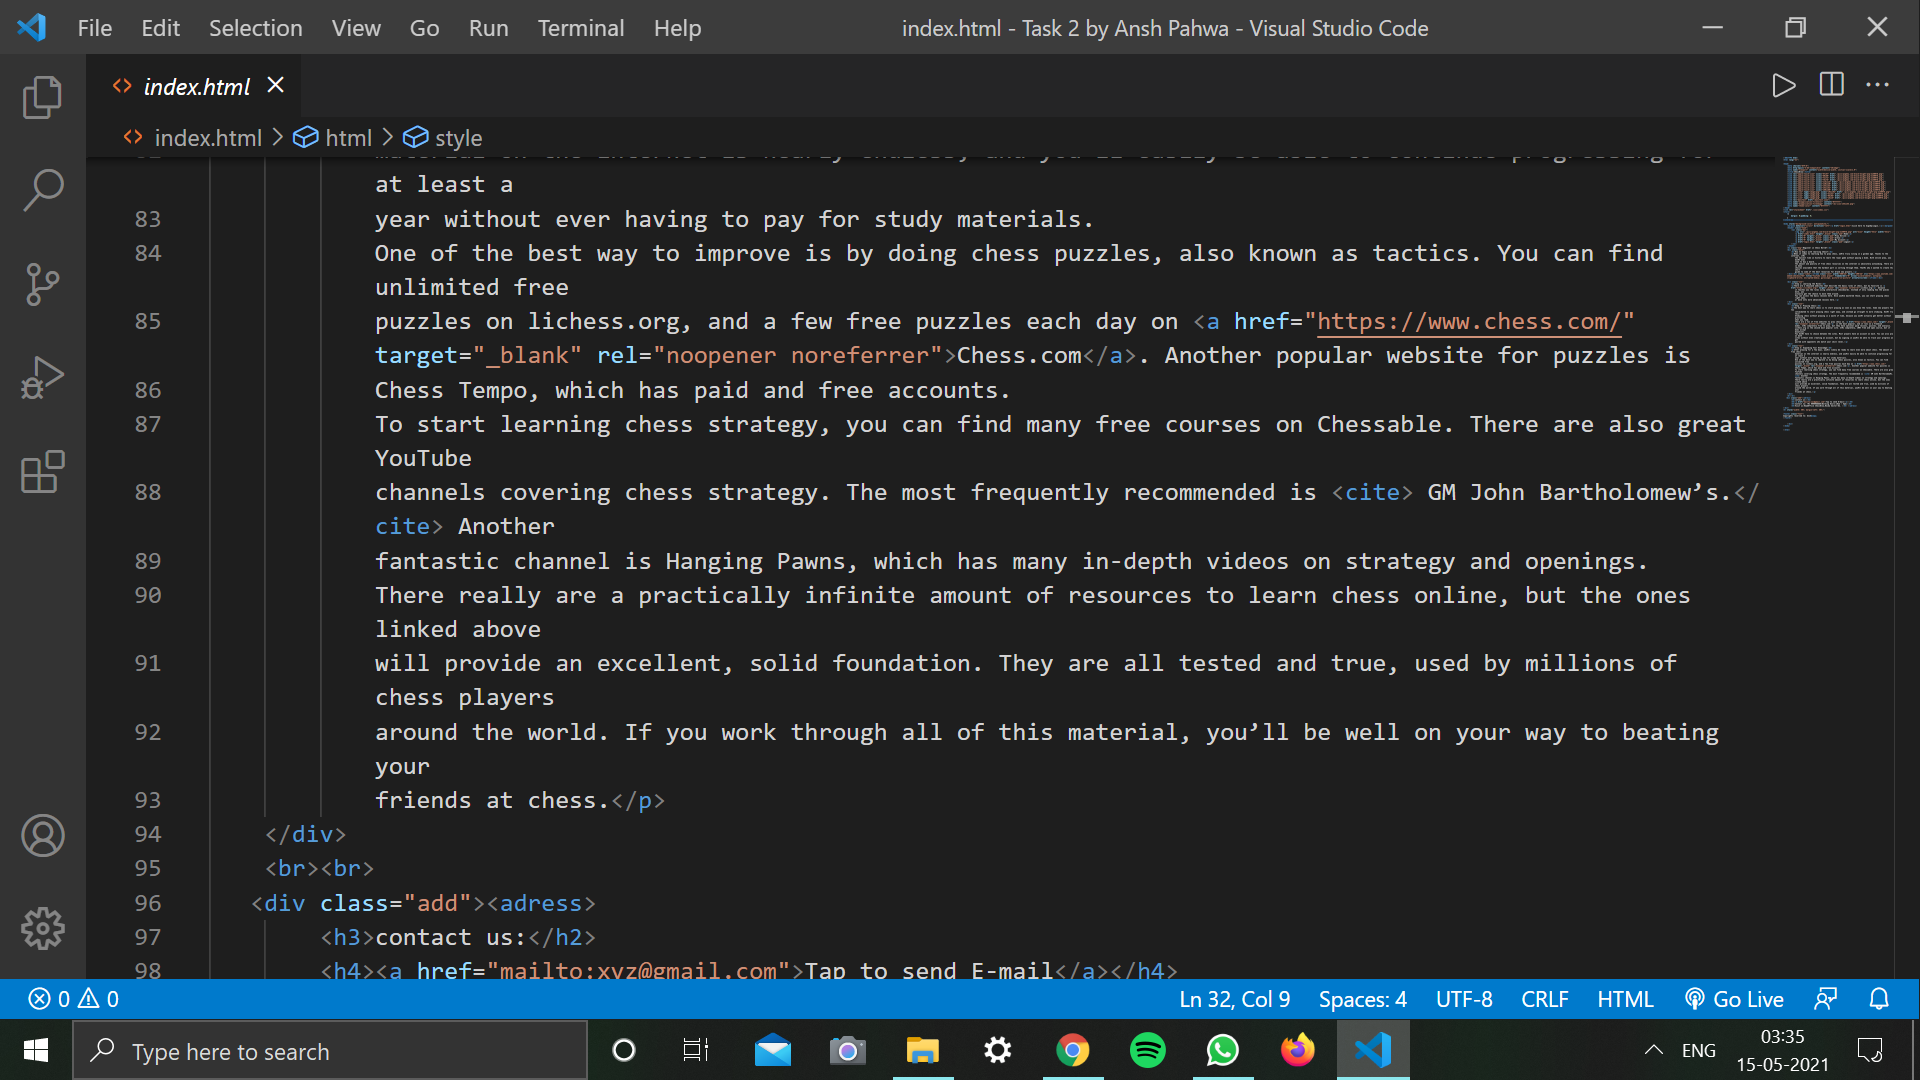 File Edit Selection View Go Run Terminal Help
index.html - Task 2 by Ansh Pahwa - Visual Studio Code
index.html
index.html > html > style
at least a
83 year without ever having to pay for study materials.
84 One of the best way to improve is by doing chess puzzles, also known as tactics. You can find
unlimited free
85 puzzles on lichess.org, and a few free puzzles each day on <a href="https://www.chess.com/"
target="_blank" rel="noopener noreferrer">Chess.com</a>. Another popular website for puzzles is
86 Chess Tempo, which has paid and free accounts.
87 To start learning chess strategy, you can find many free courses on Chessable. There are also great
YouTube
88 channels covering chess strategy. The most frequently recommended is <cite> GM John Bartholomew’s.</
cite> Another
89 fantastic channel is Hanging Pawns, which has many in-depth videos on strategy and openings.
90 There really are a practically infinite amount of resources to learn chess online, but the ones
linked above
91 will provide an excellent, solid foundation. They are all tested and true, used by millions of
chess players
92 around the world. If you work through all of this material, you’ll be well on your way to beating
your
93 friends at chess.</p>
94 </div>
95 <br><br>
96 <div class="add"><adress>
97 <h3>contact us:</h2>
98 <h4><a href="mailto:xyz@gmail.com">Tap to send E-mail</a></h4>
0 0
Ln 32, Col 9 Spaces: 4 UTF-8 CRLF HTML Go Live
Type here to search
ENG
03:35
15-05-2021